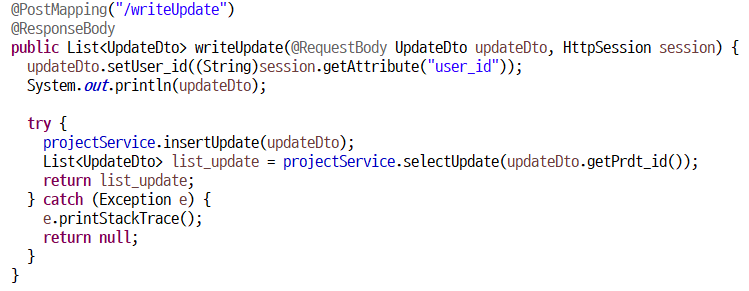 @PostMapping("/writeUpdate")
@ResponseBody
public List<UpdateDto> writeUpdate(@RequestBody UpdateDto updateDto, HttpSession session) {
  updateDto.setUser_id((String)session.getAttribute("user_id"));
  System.out.println(updateDto);

  try {
    projectService.insertUpdate(updateDto);
    List<UpdateDto> list_update = projectService.selectUpdate(updateDto.getPrdt_id());
    return list_update;
  } catch (Exception e) {
    e.printStackTrace();
    return null;
  }
}